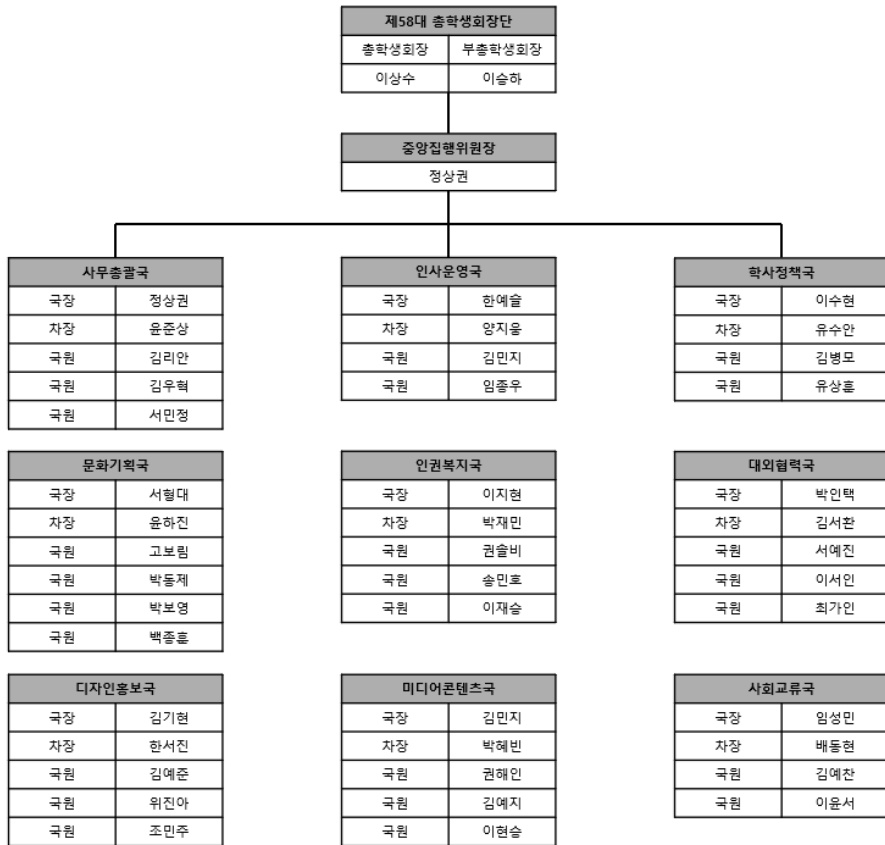 제58대 총학생회장단
총학생회장 부총학생회장
이상수 이승하
중앙집행위원장
정상권
사무총괄국
국장 정상권
차장 윤준상
국원 김리안
국원 김우혁
국원 서민정
인사운영국
국장 한예슬
차장 양지웅
국원 김민지
국원 임종우
학사정책국
국장 이수현
차장 유수안
국원 김병모
국원 유상훈
문화기획국
국장 서형대
차장 윤하진
국원 고보림
국원 박동제
국원 박보영
국원 백종훈
인권복지국
국장 이지현
차장 박재민
국원 권솔비
국원 송민호
국원 이재승
대외협력국
국장 박인택
차장 김서환
국원 서예진
국원 이서인
국원 최가인
디자인홍보국
국장 김기현
차장 한서진
국원 김예준
국원 위진아
국원 조민주
미디어콘텐츠국
국장 김민지
차장 박혜빈
국원 권해인
국원 김예지
국원 이현승
사회교류국
국장 임성민
차장 배동현
국원 김예찬
국원 이윤서